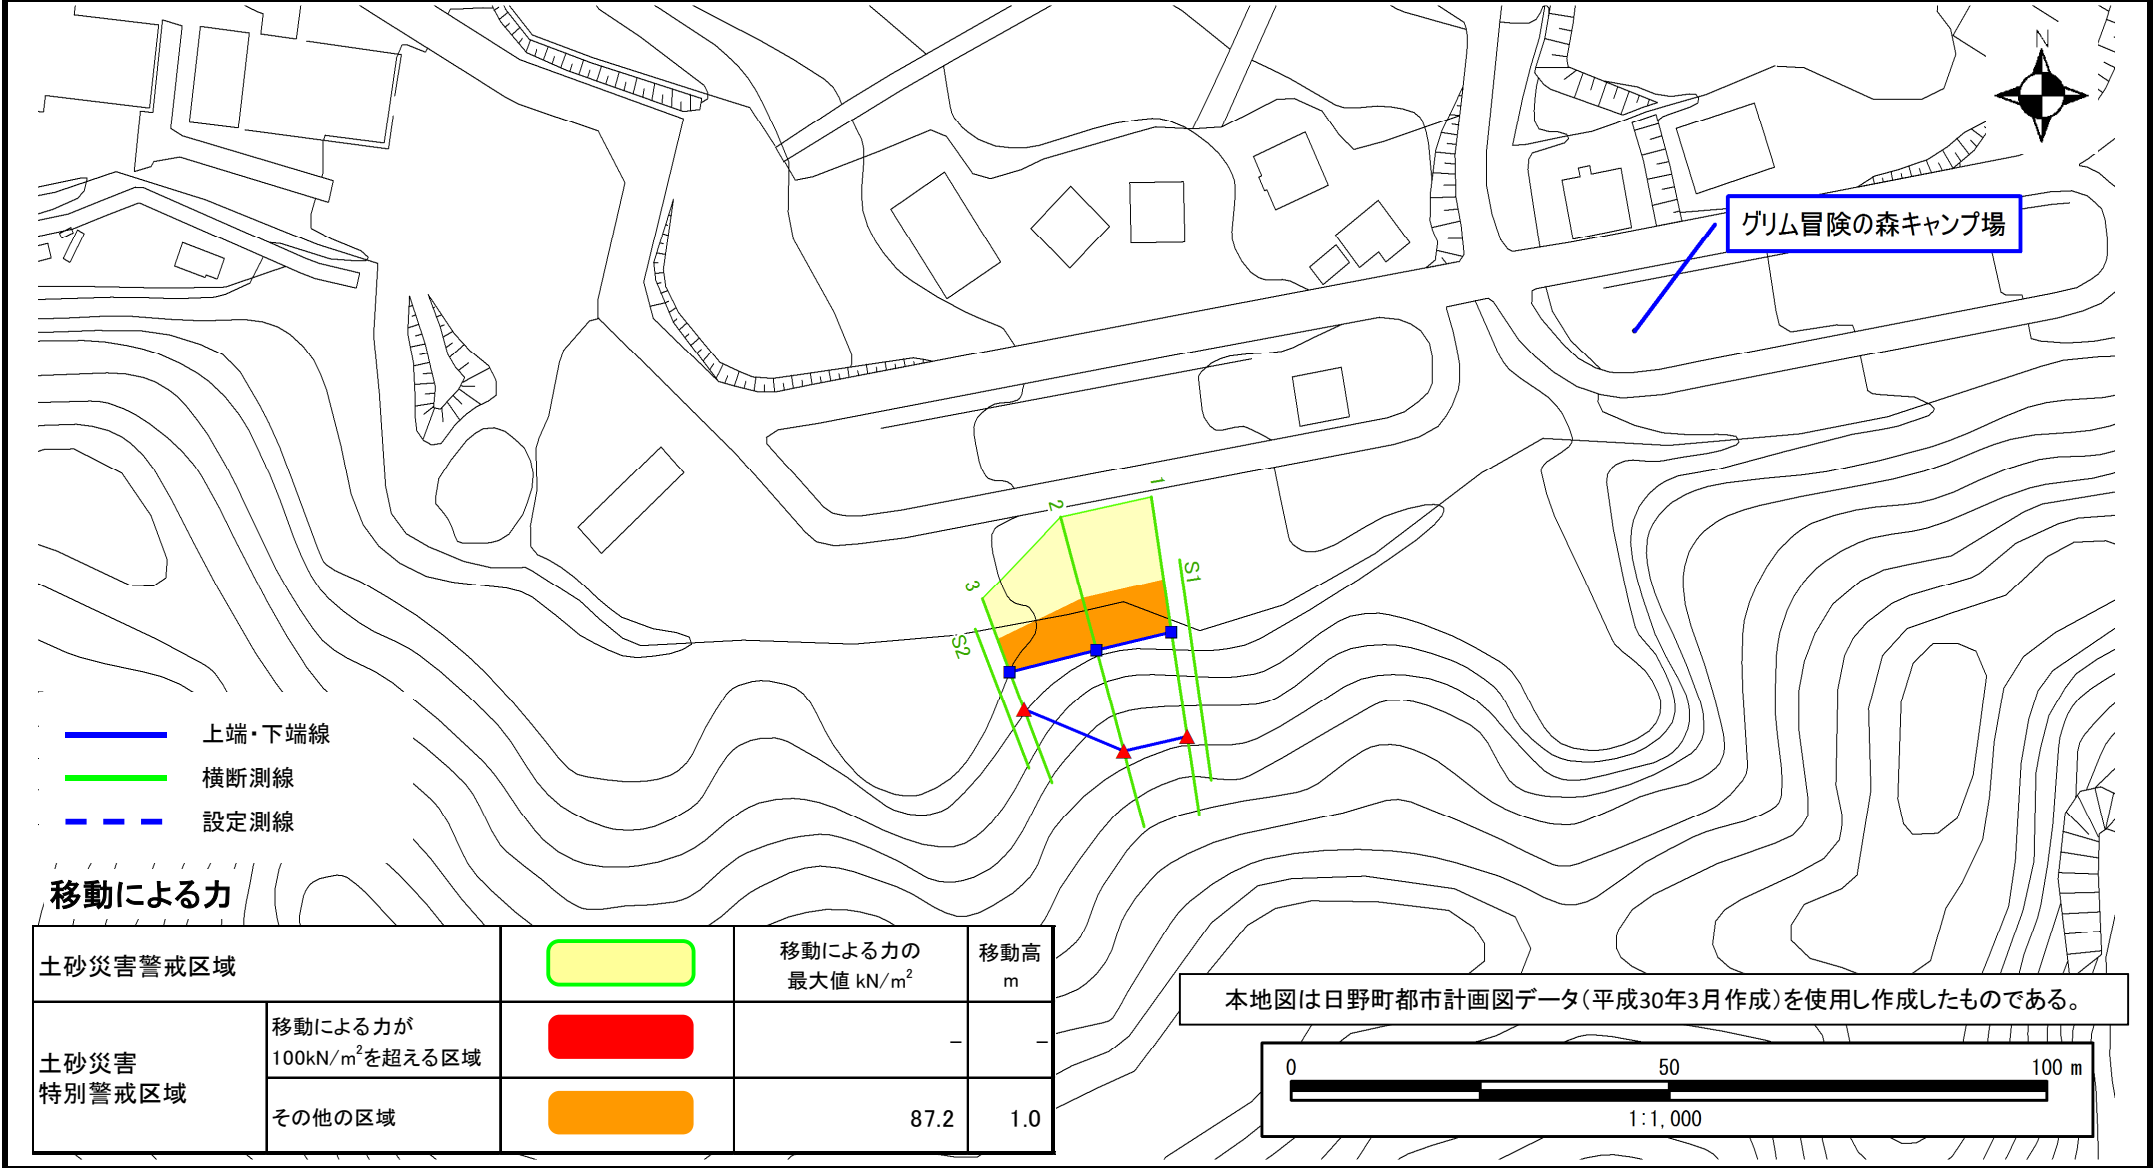 N
グリム冒険の森キャンプ場
1
2
3
S1
S2
上端・下端線
横断測線
設定測線
移動による力
土砂災害警戒区域
移動による力の
最大値 kN/m²
移動高
m
土砂災害
特別警戒区域
移動による力が
100kN/m²を超える区域
－
－
その他の区域
87.2
1.0
本地図は日野町都市計画図データ（平成30年3月作成）を使用し作成したものである。
0 50 100 m
1:1,000